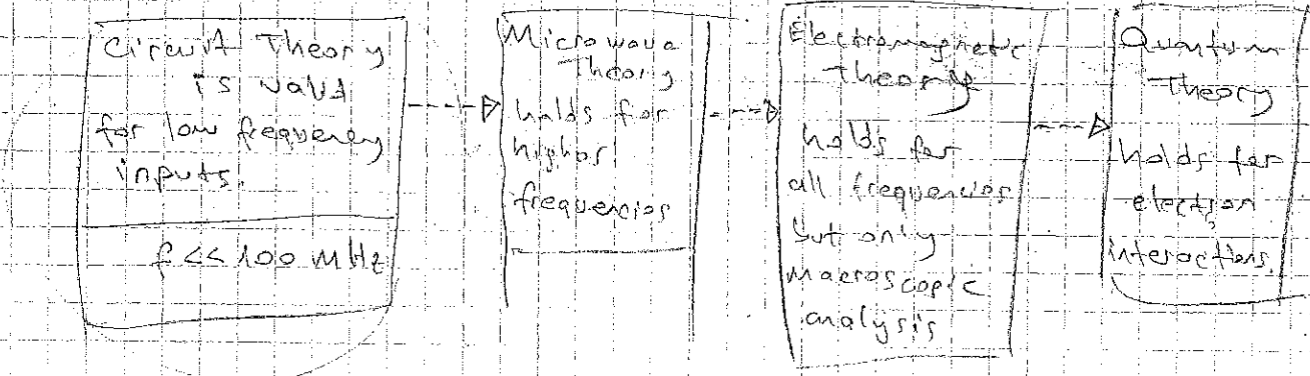 Circuit Theory
is valid
for low frequency
inputs.
f << 100 MHz
Microwave
Theory
holds for
higher
frequencies
Electromagnetic
Theory
holds for
all frequencies
but only
macroscopic
analysis
Quantum
Theory
holds for
electron
interactions.